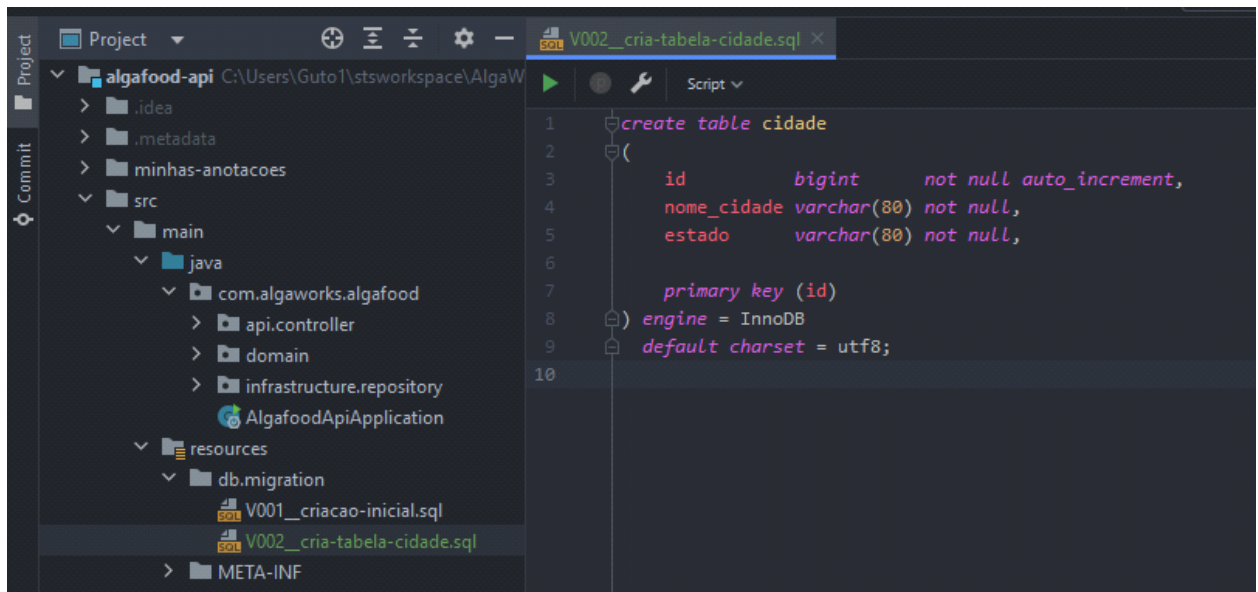 Project
V002__cria-tabela-cidade.sql
Project
Commit
algafood-api C:\Users\Guto1\stsworkspace\AlgaW
.idea
.metadata
minhas-anotacoes
src
main
java
com.algaworks.algafood
api.controller
domain
infrastructure.repository
AlgafoodApiApplication
resources
db.migration
SQL V001__criacao-inicial.sql
SQL V002__cria-tabela-cidade.sql
META-INF
Script
1 create table cidade
2 (
3 id bigint not null auto_increment,
4 nome_cidade varchar(80) not null,
5 estado varchar(80) not null,
6
7 primary key (id)
8 ) engine = InnoDB
9 default charset = utf8;
10